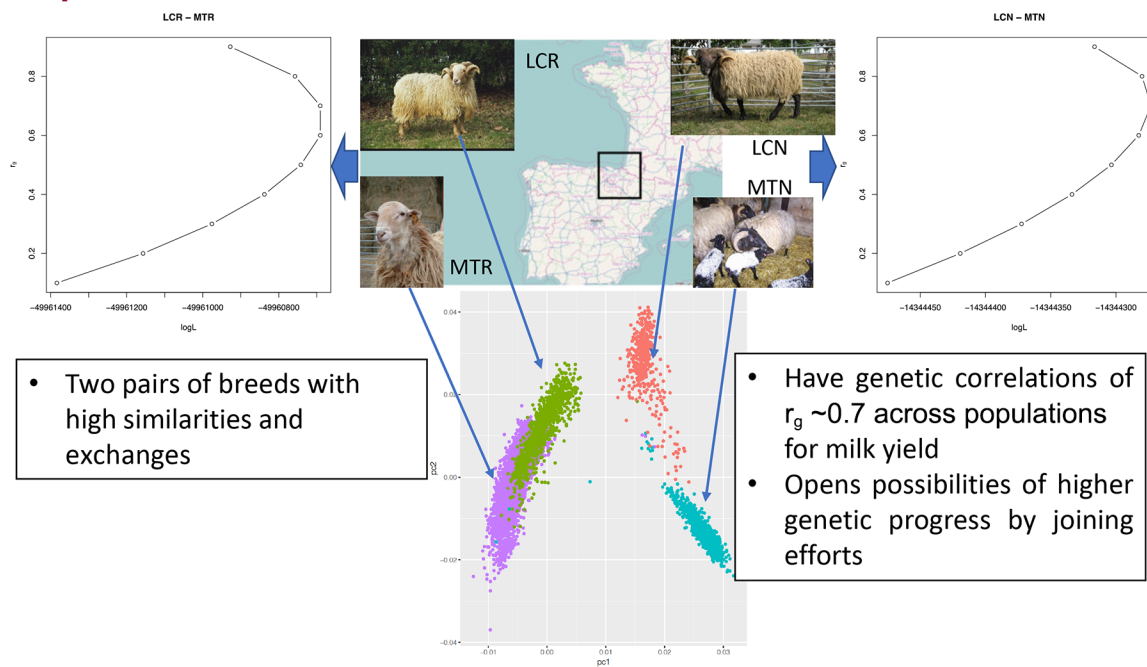 LCR − MTR
LCN − MTN
0.8
0.6
0.4
0.2
r_g
−49961400
−49961200
−49961000
−49960800
logL
LCR
MTR
LCN
MTN
0.8
0.6
0.4
0.2
r_g
−14344450
−14344400
−14344350
−14344300
logL
• Two pairs of breeds with
high similarities and
exchanges
0.04
0.02
0.00
−0.02
−0.04
pc2
−0.01
0.00
0.01
0.02
0.03
pc1
• Have genetic correlations of
r_g ~0.7 across populations
for milk yield
• Opens possibilities of higher
genetic progress by joining
efforts